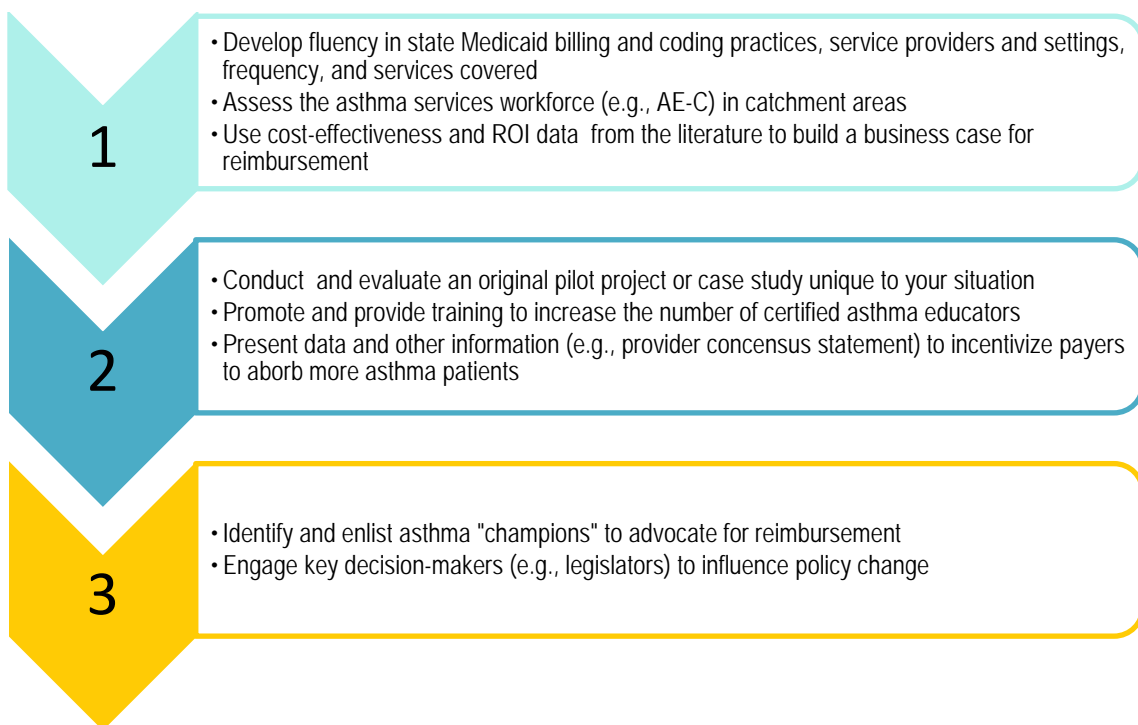 1
• Develop fluency in state Medicaid billing and coding practices, service providers and settings,
frequency, and services covered
• Assess the asthma services workforce (e.g., AE-C) in catchment areas
• Use cost-effectiveness and ROI data from the literature to build a business case for
reimbursement
2
• Conduct and evaluate an original pilot project or case study unique to your situation
• Promote and provide training to increase the number of certified asthma educators
• Present data and other information (e.g., provider concensus statement) to incentivize payers
to aborb more asthma patients
3
• Identify and enlist asthma "champions" to advocate for reimbursement
• Engage key decision-makers (e.g., legislators) to influence policy change